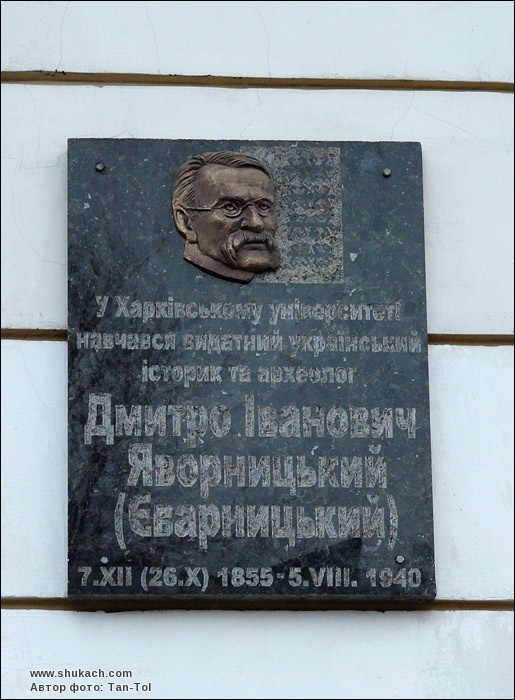 У Харківському університеті
навчався видатний український
історик та археолог
Дмитро Іванович
Яворницький
(Єварницький)
7.XII (26.X) 1855-5.VIII. 1940
www.shukach.com
Автор фото: Tan-Tol